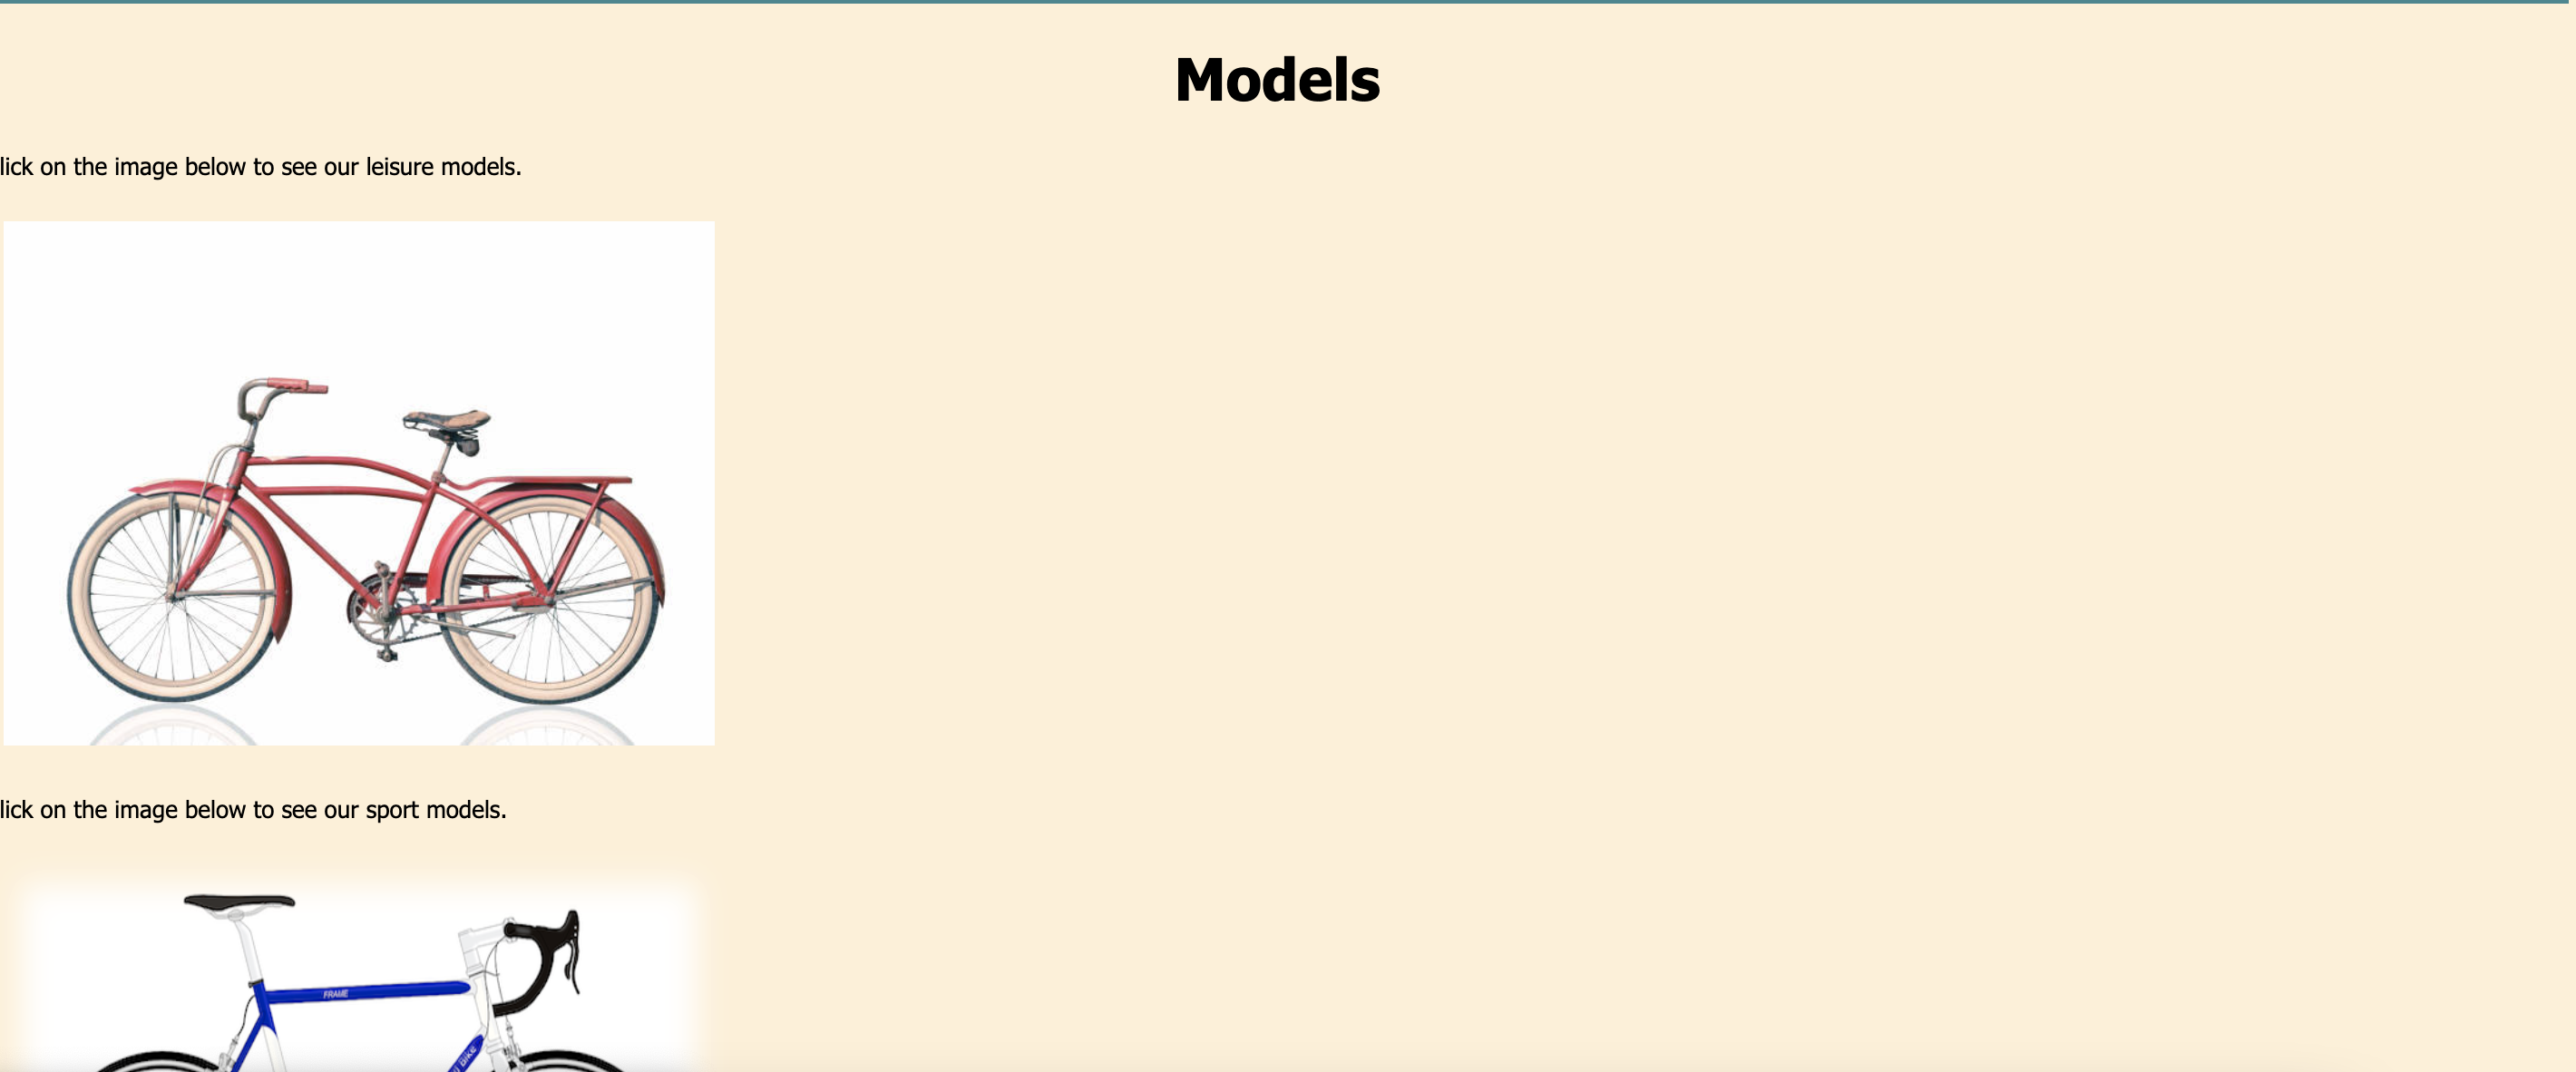 Models
lick on the image below to see our leisure models.
lick on the image below to see our sport models.
FRAME
BIKE